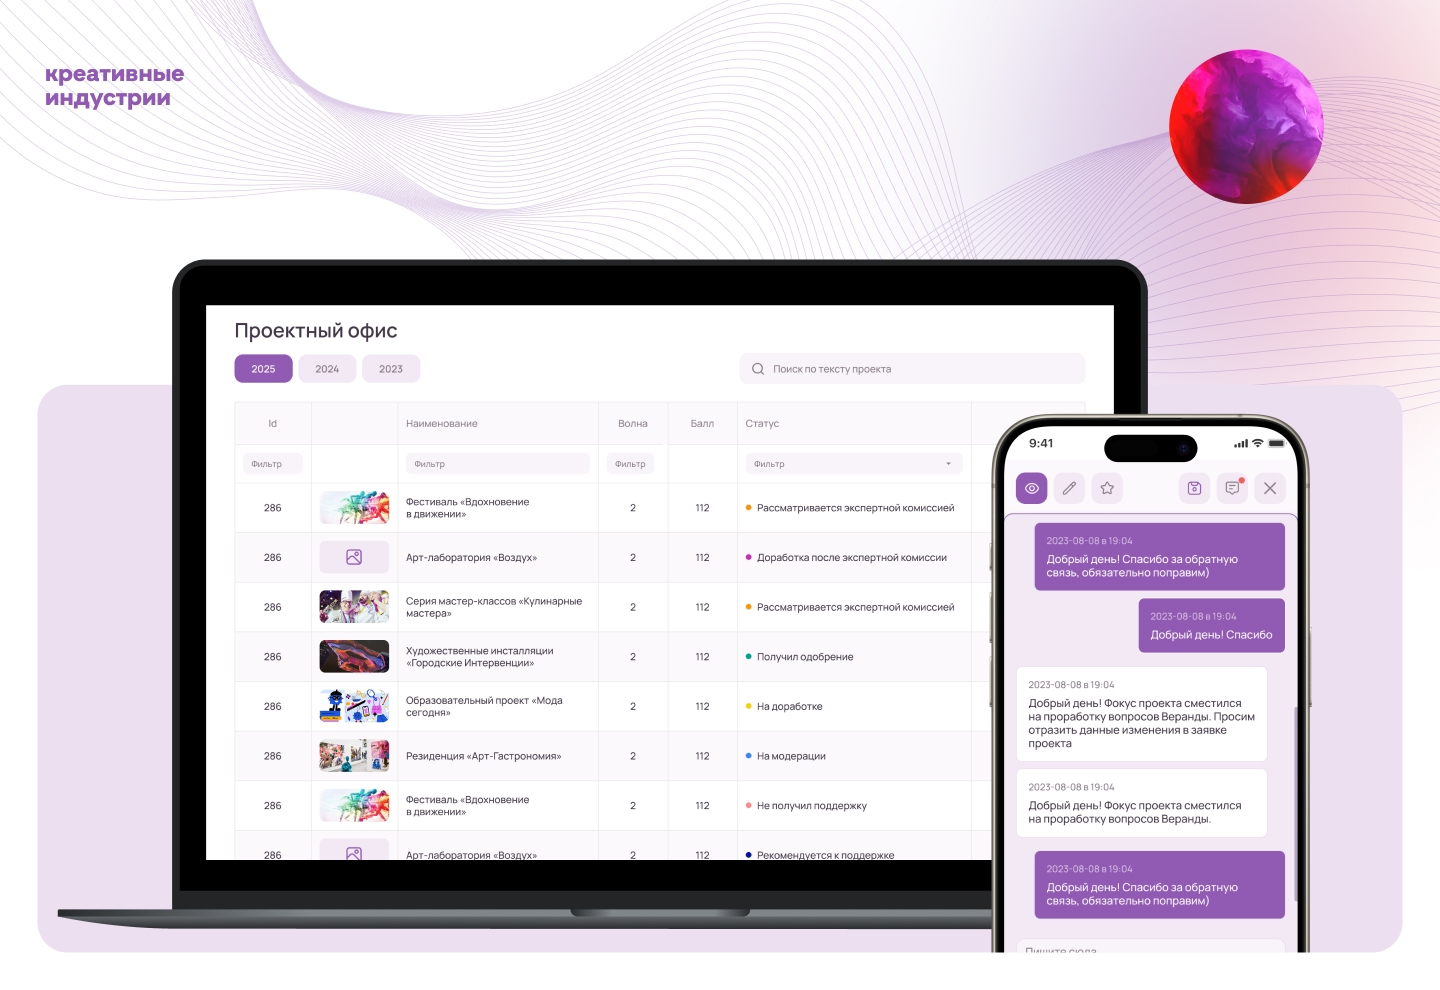 креативные
индустрии
Проектный офис
2025 2024 2023
Поиск по тексту проекта
Id Наименование Волна Балл Статус
Фильтр Фильтр Фильтр Фильтр
286 Фестиваль «Вдохновение
в движении» 2 112 Рассматривается экспертной комиссией
286 Арт-лаборатория «Воздух» 2 112 Доработка после экспертной комиссии
286 Серия мастер-классов «Кулинарные
мастера» 2 112 Рассматривается экспертной комиссией
286 Художественные инсталляции
«Городские Интервенции» 2 112 Получил одобрение
286 Образовательный проект «Мода
сегодня» 2 112 На доработке
286 Резиденция «Арт-Гастрономия» 2 112 На модерации
286 Фестиваль «Вдохновение
в движении» 2 112 Не получил поддержку
286 Арт-лаборатория «Воздух» 2 112 Рекомендуется к поддержке
9:41
2023-08-08 в 19:04
Добрый день! Спасибо за обратную
связь, обязательно поправим)
2023-08-08 в 19:04
Добрый день! Спасибо
2023-08-08 в 19:04
Добрый день! Фокус проекта сместился
на проработку вопросов Веранды. Просим
отразить данные изменения в заявке
проекта
2023-08-08 в 19:04
Добрый день! Фокус проекта сместился
на проработку вопросов Веранды.
2023-08-08 в 19:04
Добрый день! Спасибо за обратную
связь, обязательно поправим)
Пишите сюда